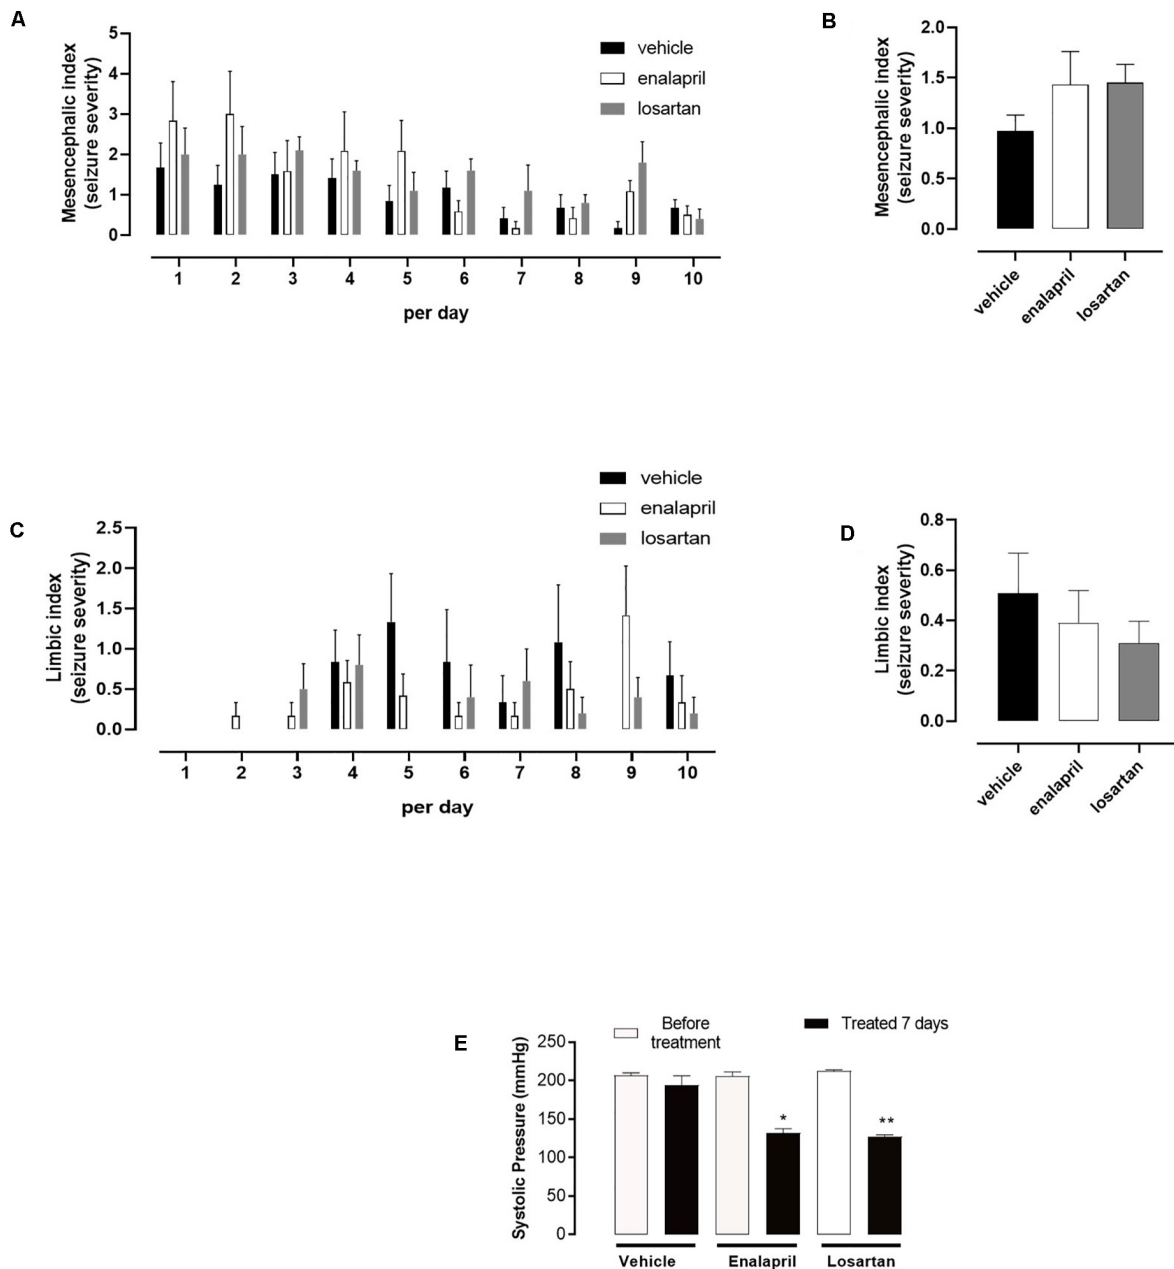 A
Mesencephalic index
(seizure severity)
5
4
3
2
1
0
vehicle
enalapril
losartan
1 2 3 4 5 6 7 8 9 10
per day
B
Mesencephalic index
(seizure severity)
2.0
1.5
1.0
0.5
0.0
vehicle
enalapril
losartan
C
Limbic index
(seizure severity)
2.5
2.0
1.5
1.0
0.5
0.0
vehicle
enalapril
losartan
1 2 3 4 5 6 7 8 9 10
per day
D
Limbic index
(seizure severity)
0.8
0.6
0.4
0.2
0.0
vehicle
enalapril
losartan
E
Systolic Pressure (mmHg)
250
200
150
100
50
0
Before
treatment
Treated 7 days
*
**
Vehicle Enalapril Losartan